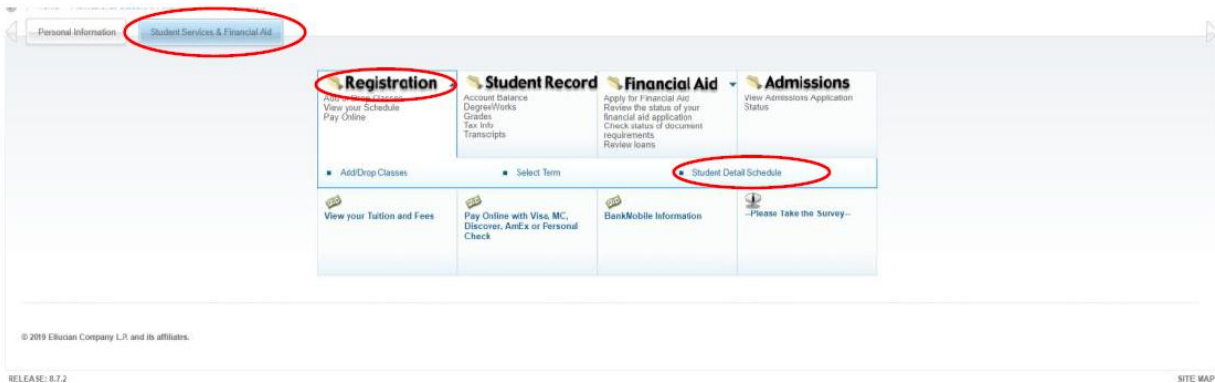 Personal Information
Student Services & Financial Aid
Registration
Add or Drop Classes
View your Schedule
Pay Online
Student Record
Account Balance
DegreeWorks
Grades
Tax Info
Transcripts
Financial Aid
Apply for Financial Aid
Review the status of your
financial aid application
Check status of document
requirements
Review loans
Admissions
View Admissions Application
Status
Add/Drop Classes
Select Term
Student Detail Schedule
View your Tuition and Fees
Pay Online with Visa, MC,
Discover, AmEx or Personal
Check
BankMobile Information
--Please Take the Survey--
© 2019 Ellucian Company L.P. and its affiliates.
RELEASE: 8.7.2
SITE MAP